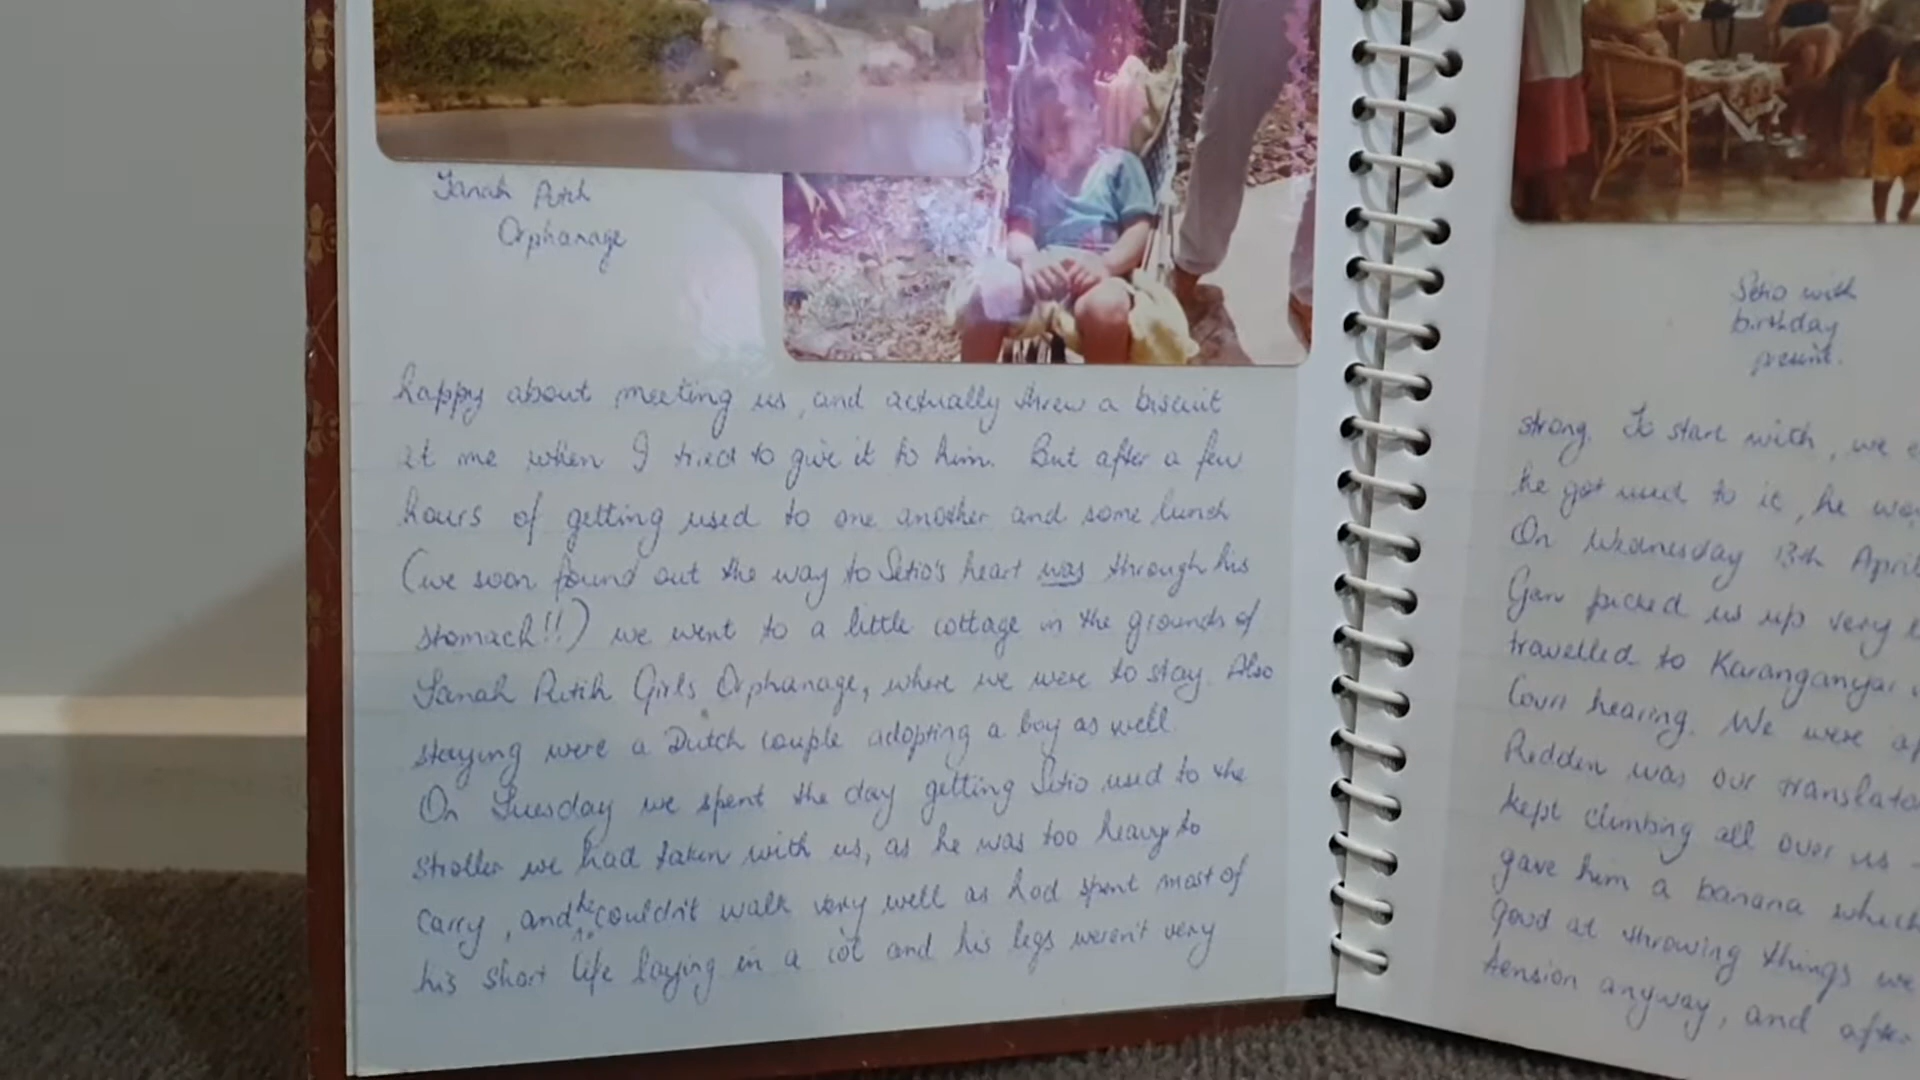 Tanah Putih
Orphanage
happy about meeting us, and actually threw a biscuit
at me when I tried to give it to him. But after a few
hours of getting used to one another and some lunch
(we soon found out the way to Setio's heart was through his
stomach!!) we went to a little cottage in the grounds of
Tanah Putih Girls Orphanage, where we were to stay. Also
staying were a Dutch couple adopting a boy as well.
On Tuesday we spent the day getting Setio used to the
stroller we had taken with us, as he was too heavy to
carry, and he couldn't walk very well as had spent most of
his short life laying in a cot and his legs weren't very
Setio with
birthday
present.
strong. To start with, we
he got used to it, he
On Wednesday 13th April
Gan picked us up very
travelled to Karanganyar
Court hearing. We were
Redden was our translator
kept climbing all over us
gave him a banana which
good at throwing things we
tension anyway, and after